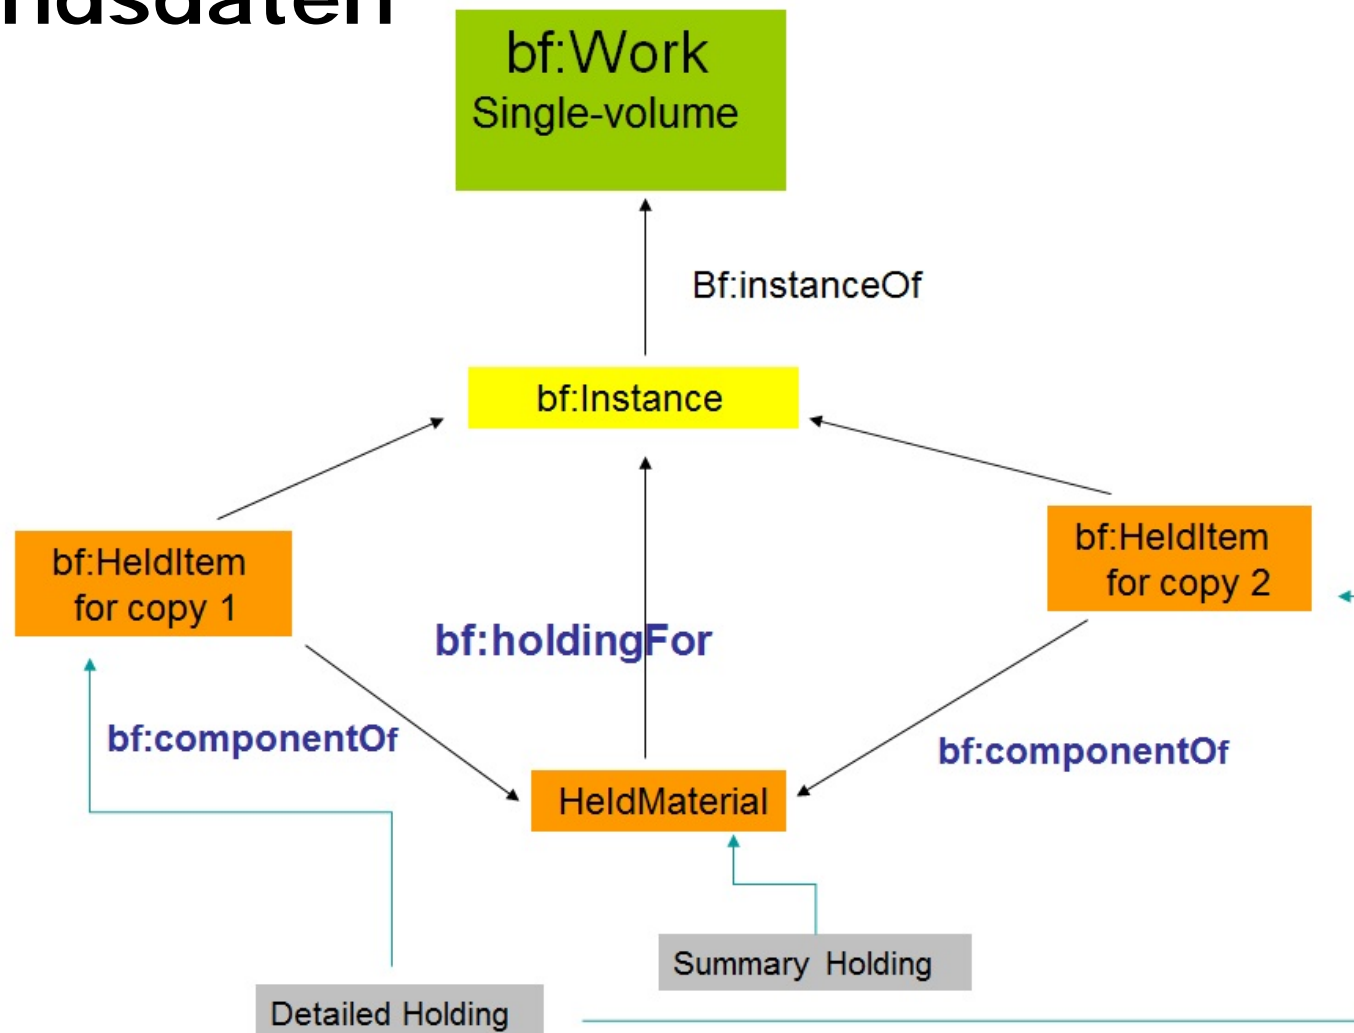 ndsdaten
bf:Work
Single-volume
Bf:instanceOf
bf:Instance
bf:HeldItem
for copy 1
bf:HeldItem
for copy 2
bf:holdingFor
bf:componentOf
bf:componentOf
HeldMaterial
Summary Holding
Detailed Holding